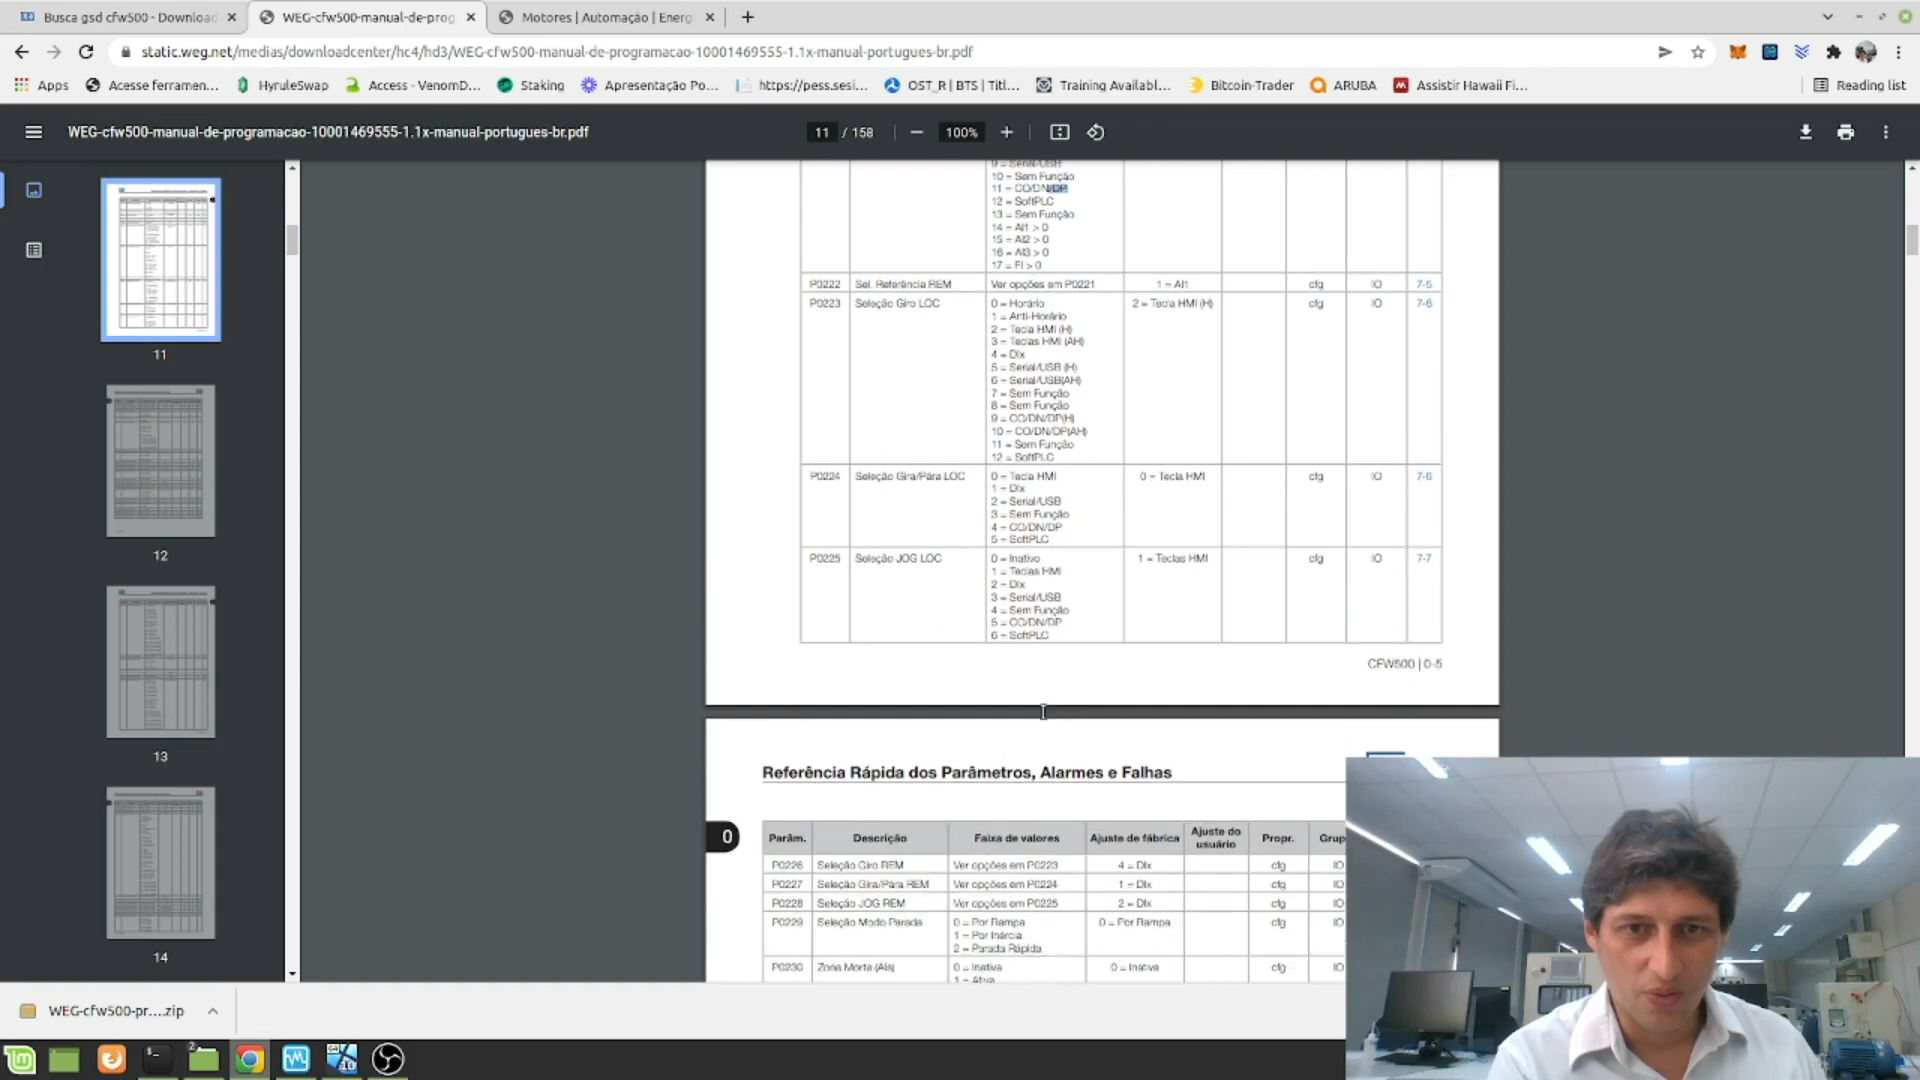 Busca gsd cfw500 - Download
WEG-cfw500-manual-de-prog
Motores | Automação | Energi
static.weg.net/medias/downloadcenter/hc4/hd3/WEG-cfw500-manual-de-programacao-10001469555-1.1x-manual-portugues-br.pdf
Apps
Acesse ferramen...
HyruleSwap
Access - VenomD...
Staking
Apresentação Po...
https://pess.sesi...
OST_R | BTS | Titl...
Training Availabl...
Bitcoin-Trader
ARUBA
Assistir Hawaii Fi...
Reading list
WEG-cfw500-manual-de-programacao-10001469555-1.1x-manual-portugues-br.pdf
11 / 158
100%
11
12
13
14
9 = Serial/USB
10 = Sem Função
11 = CO/DN/DP
12 = SoftPLC
13 = Sem Função
14 = AI1 > 0
15 = AI2 > 0
16 = AI3 > 0
17 = FI > 0
P0222 Sel. Referência REM Ver opções em P0221 1 = AI1 cfg IO 7-5
P0223 Seleção Giro LOC 0 = Horário 2 = Tecla HMI (H) cfg IO 7-6
1 = Anti-Horário
2 = Tecla HMI (H)
3 = Teclas HMI (AH)
4 = DIx
5 = Serial/USB (H)
6 = Serial/USB(AH)
7 = Sem Função
8 = Sem Função
9 = CO/DN/DP(H)
10 = CO/DN/DP(AH)
11 = Sem Função
12 = SoftPLC
P0224 Seleção Gira/Pára LOC 0 = Tecla HMI 0 = Tecla HMI cfg IO 7-6
1 = DIx
2 = Serial/USB
3 = Sem Função
4 = CO/DN/DP
5 = SoftPLC
P0225 Seleção JOG LOC 0 = Inativo 1 = Teclas HMI cfg IO 7-7
1 = Teclas HMI
2 = DIx
3 = Serial/USB
4 = Sem Função
5 = CO/DN/DP
6 = SoftPLC
CFW500 | 0-5
Referência Rápida dos Parâmetros, Alarmes e Falhas
0
Parâm. Descrição Faixa de valores Ajuste de fábrica Ajuste do usuário Propr. Grup
P0226 Seleção Giro REM Ver opções em P0223 4 = DIx cfg IO
P0227 Seleção Gira/Pára REM Ver opções em P0224 1 = DIx cfg IO
P0228 Seleção JOG REM Ver opções em P0225 2 = DIx cfg IO
P0229 Seleção Modo Parada 0 = Por Rampa 0 = Por Rampa cfg IO
1 = Por Inércia
2 = Parada Rápida
P0230 Zona Morta (AIs) 0 = Inativa 0 = Inativa cfg IO
1 = Ativa
WEG-cfw500-pr....zip